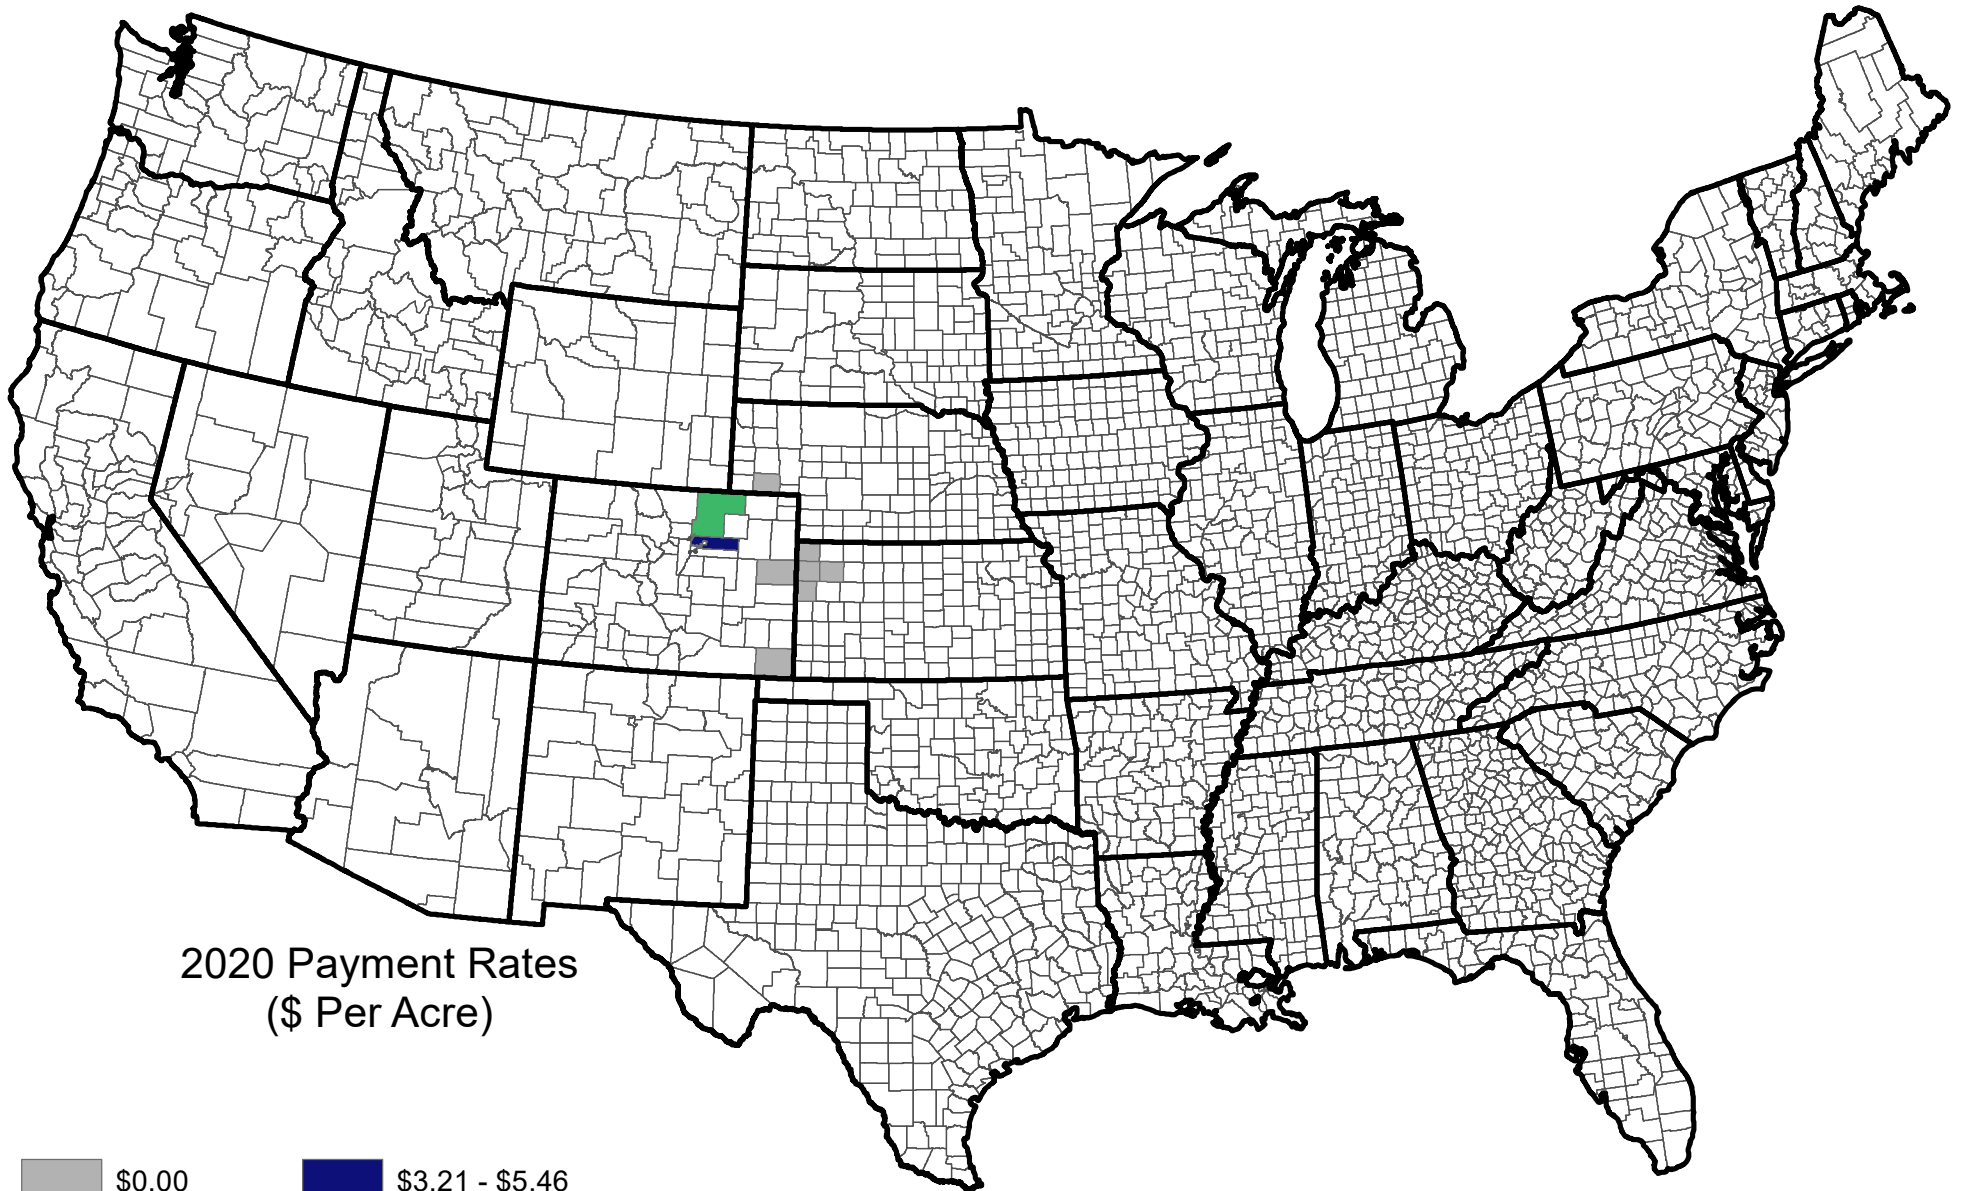 2020 Payment Rates
($ Per Acre)
$0.00
$3.21 - $5.46